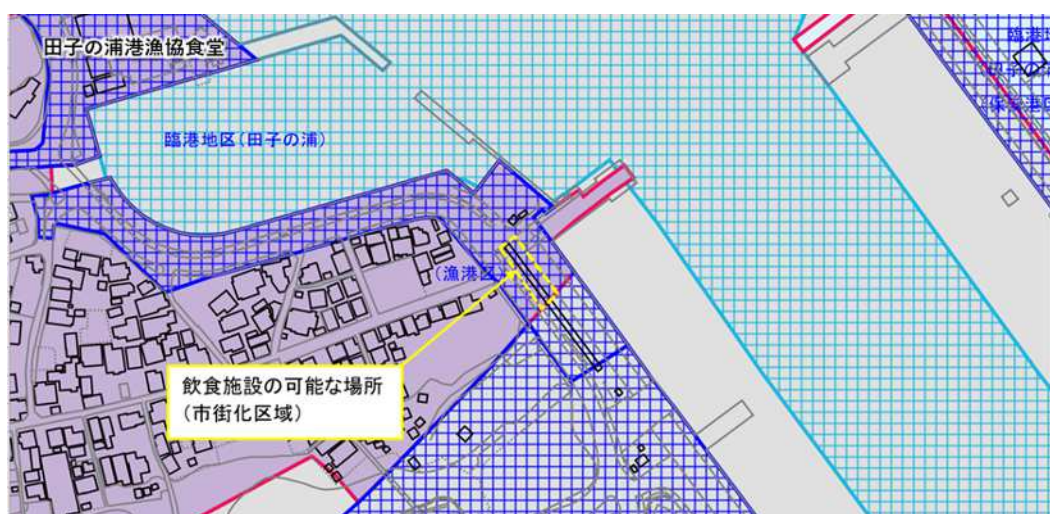 田子の浦港漁協食堂
臨港地区(田子の浦)
(漁港区)
飲食施設の可能な場所
(市街化区域)